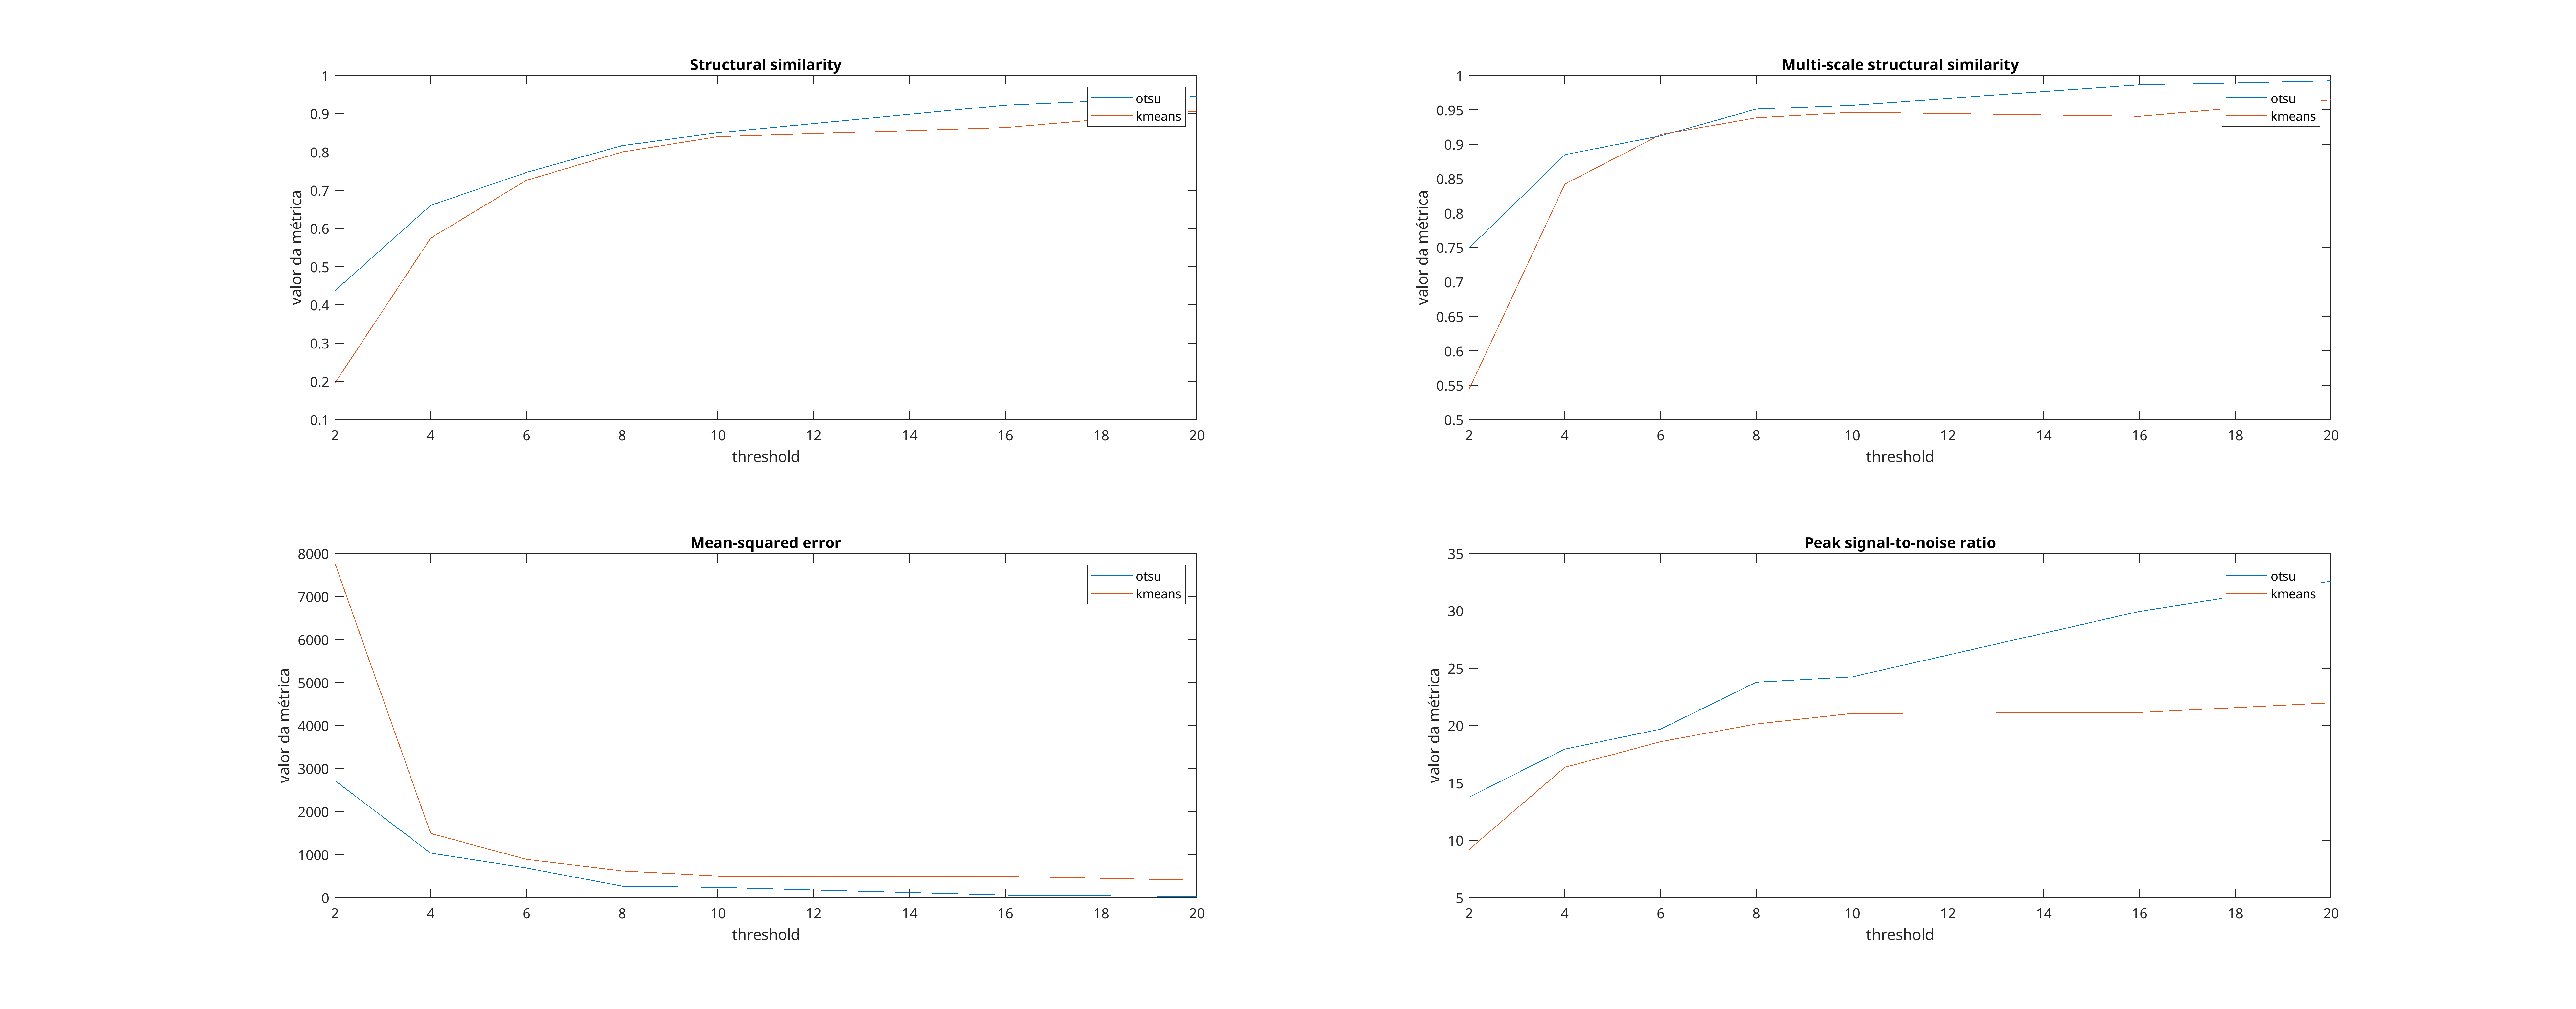 Structural similarity
1
0.9
0.8
0.7
0.6
0.5
0.4
0.3
0.2
0.1
valor da métrica
otsu
kmeans
2 4 6 8 10 12 14 16 18 20
threshold
Multi-scale structural similarity
1
0.95
0.9
0.85
0.8
0.75
0.7
0.65
0.6
0.55
0.5
valor da métrica
otsu
kmeans
2 4 6 8 10 12 14 16 18 20
threshold
Mean-squared error
8000
7000
6000
5000
4000
3000
2000
1000
0
valor da métrica
otsu
kmeans
2 4 6 8 10 12 14 16 18 20
threshold
Peak signal-to-noise ratio
35
30
25
20
15
10
5
valor da métrica
otsu
kmeans
2 4 6 8 10 12 14 16 18 20
threshold